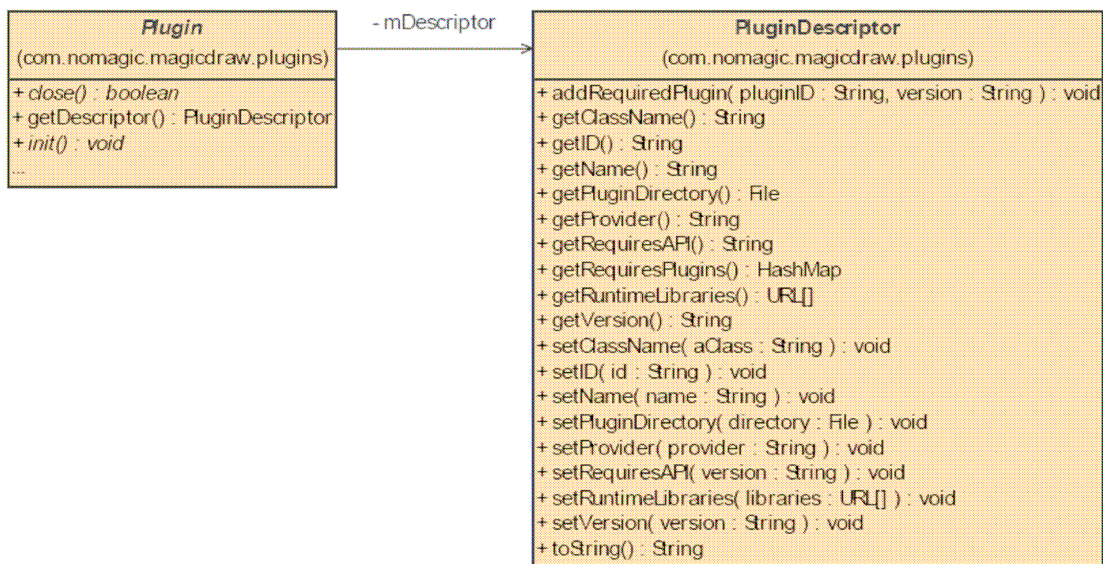 Plugin
(com.nomagic.magicdraw.plugins)
+ close() : boolean
+ getDescriptor() : PluginDescriptor
+ init() : void
...
- mDescriptor
PluginDescriptor
(com.nomagic.magicdraw.plugins)
+ addRequiredPlugin( pluginID : String, version : String ) : void
+ getClassName() : String
+ getID() : String
+ getName() : String
+ getPluginDirectory() : File
+ getProvider() : String
+ getRequiresAPI() : String
+ getRequiresPlugins() : HashMap
+ getRuntimeLibraries() : URL[]
+ getVersion() : String
+ setClassName( aClass : String ) : void
+ setID( id : String ) : void
+ setName( name : String ) : void
+ setPluginDirectory( directory : File ) : void
+ setProvider( provider : String ) : void
+ setRequiresAPI( version : String ) : void
+ setRuntimeLibraries( libraries : URL[] ) : void
+ setVersion( version : String ) : void
+ toString() : String